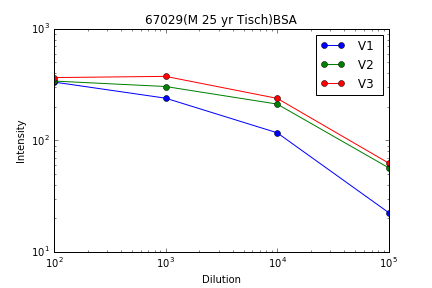 67029(M 25 yr Tisch)BSA
10³
10²
10¹
Intensity
V1
V2
V3
10² 10³ 10⁴ 10⁵
Dilution